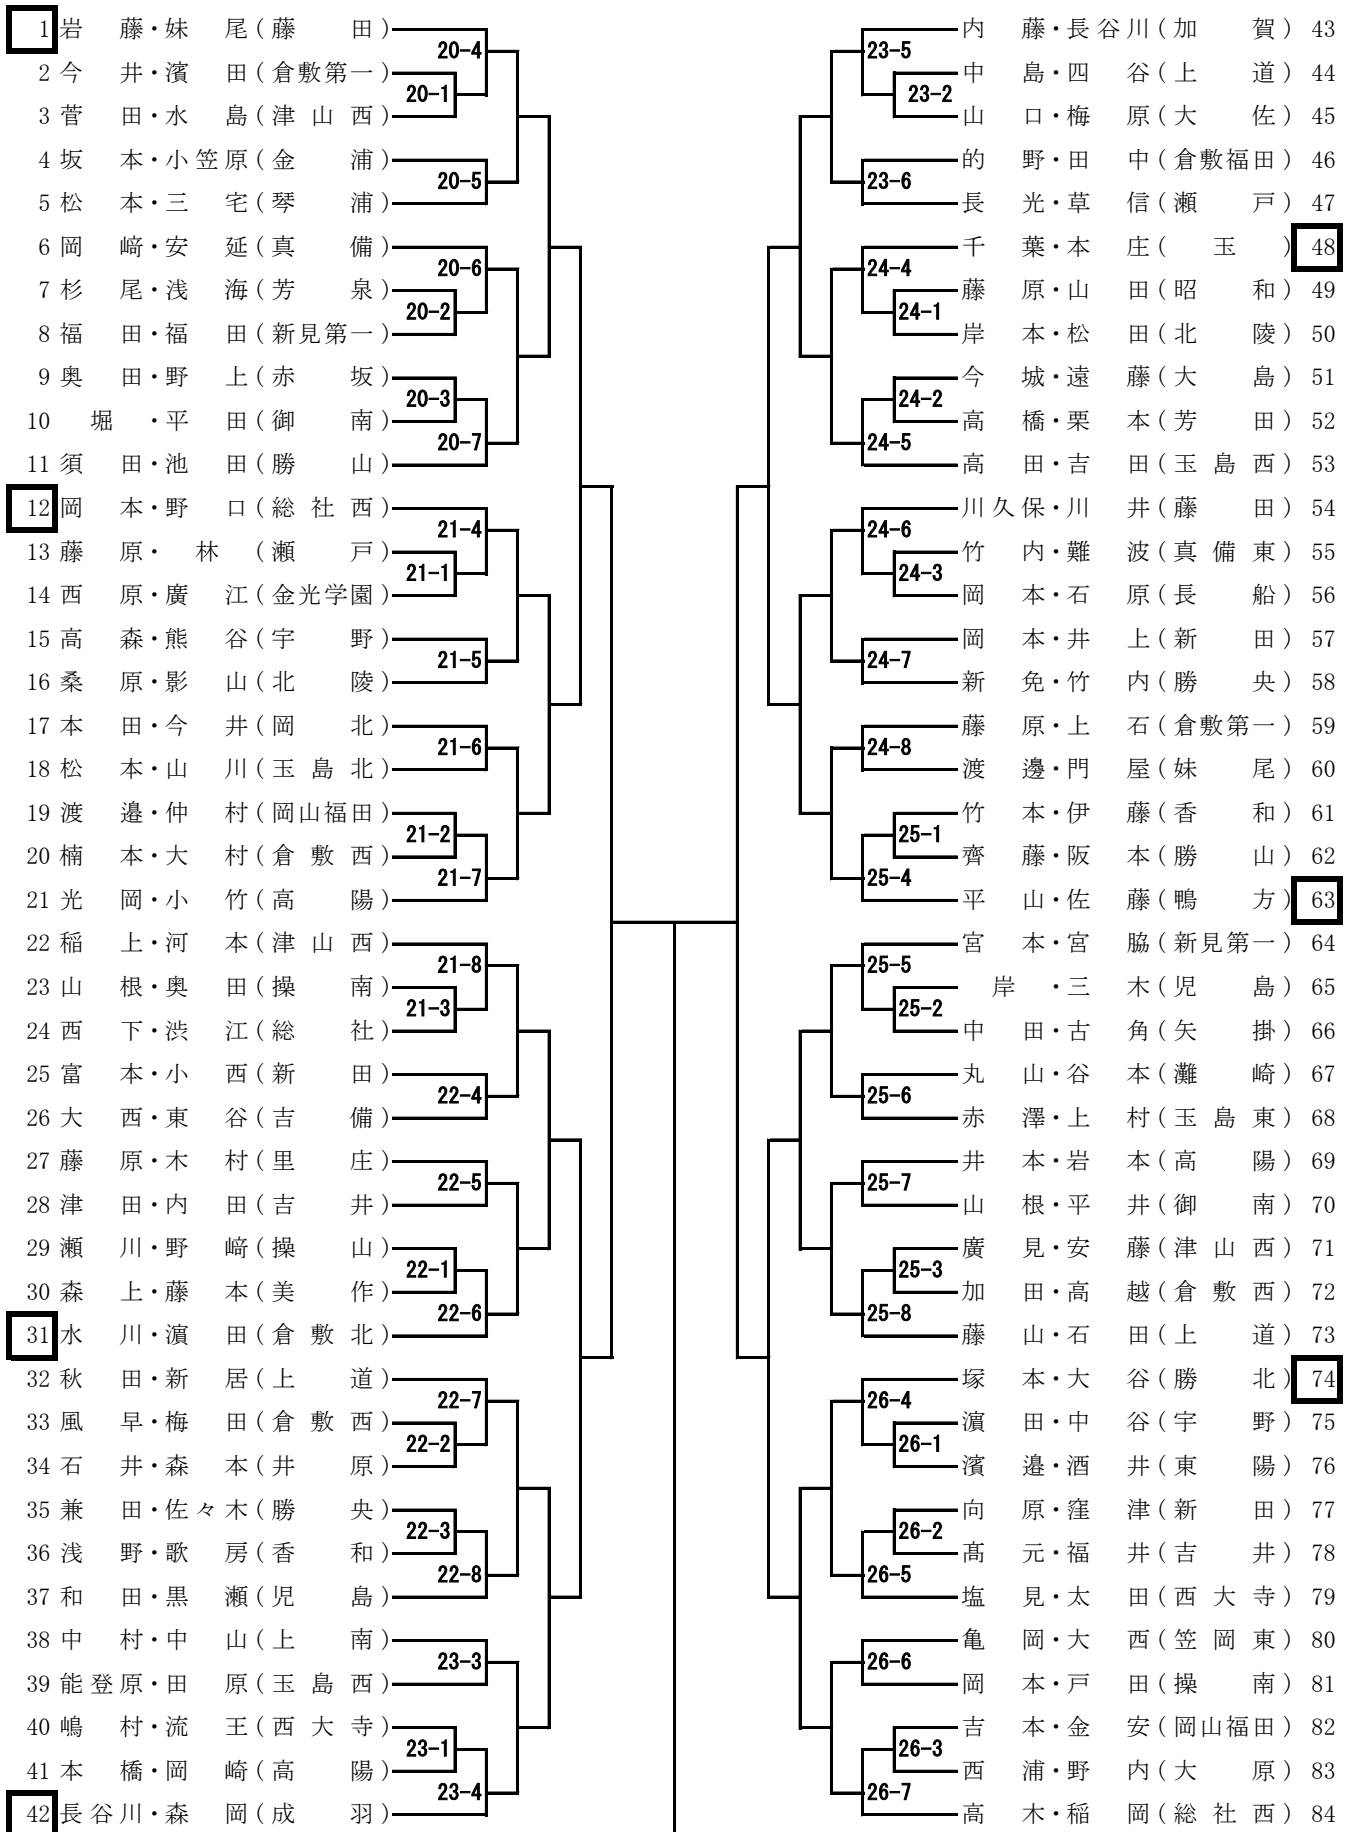 1 岩藤・妹尾(藤田)
20-4
2 今井・濱田(倉敷第一)
20-1
3 菅田・水島(津山西)
4 坂本・小笠原(金浦)
20-5
5 松本・三宅(琴浦)
6 岡﨑・安延(真備)
20-6
7 杉尾・浅海(芳泉)
20-2
8 福田・福田(新見第一)
9 奥田・野上(赤坂)
20-3
10 堀・平田(御南)
20-7
11 須田・池田(勝山)
12 岡本・野口(総社西)
21-4
13 藤原・林(瀬戸)
21-1
14 西原・廣江(金光学園)
15 高森・熊谷(宇野)
21-5
16 桑原・影山(北陵)
17 本田・今井(岡北)
21-6
18 松本・山川(玉島北)
19 渡邉・仲村(岡山福田)
21-2
20 楠本・大村(倉敷西)
21-7
21 光岡・小竹(高陽)
22 稲上・河本(津山西)
21-8
23 山根・奥田(操南)
21-3
24 西下・渋江(総社)
25 富本・小西(新田)
22-4
26 大西・東谷(吉備)
27 藤原・木村(里庄)
22-5
28 津田・内田(吉井)
29 瀬川・野﨑(操山)
22-1
30 森上・藤本(美作)
22-6
31 水川・濵田(倉敷北)
32 秋田・新居(上道)
22-7
33 風早・梅田(倉敷西)
22-2
34 石井・森本(井原)
35 兼田・佐々木(勝央)
22-3
36 浅野・歌房(香和)
22-8
37 和田・黒瀬(児島)
38 中村・中山(上南)
23-3
39 能登原・田原(玉島西)
40 嶋村・流王(西大寺)
23-1
41 本橋・岡崎(高陽)
23-4
42 長谷川・森岡(成羽)
内藤・長谷川(加賀) 43
23-5
中島・四谷(上道) 44
23-2
山口・梅原(大佐) 45
的野・田中(倉敷福田) 46
23-6
長光・草信(瀬戸) 47
千葉・本庄(玉) 48
24-4
藤原・山田(昭和) 49
24-1
岸本・松田(北陵) 50
今城・遠藤(大島) 51
24-2
高橋・栗本(芳田) 52
24-5
高田・吉田(玉島西) 53
川久保・川井(藤田) 54
24-6
竹内・難波(真備東) 55
24-3
岡本・石原(長船) 56
岡本・井上(新田) 57
24-7
新免・竹内(勝央) 58
藤原・上石(倉敷第一) 59
24-8
渡邊・門屋(妹尾) 60
竹本・伊藤(香和) 61
25-1
齊藤・阪本(勝山) 62
25-4
平山・佐藤(鴨方) 63
宮本・宮脇(新見第一) 64
25-5
岸・三木(児島) 65
25-2
中田・古角(矢掛) 66
丸山・谷本(灘崎) 67
25-6
赤澤・上村(玉島東) 68
井本・岩本(高陽) 69
25-7
山根・平井(御南) 70
廣見・安藤(津山西) 71
25-3
加田・高越(倉敷西) 72
25-8
藤山・石田(上道) 73
塚本・大谷(勝北) 74
26-4
濵田・中谷(宇野) 75
26-1
濱邉・酒井(東陽) 76
向原・窪津(新田) 77
26-2
髙元・福井(吉井) 78
26-5
塩見・太田(西大寺) 79
亀岡・大西(笠岡東) 80
26-6
岡本・戸田(操南) 81
吉本・金安(岡山福田) 82
26-3
西浦・野内(大原) 83
26-7
高木・稲岡(総社西) 84